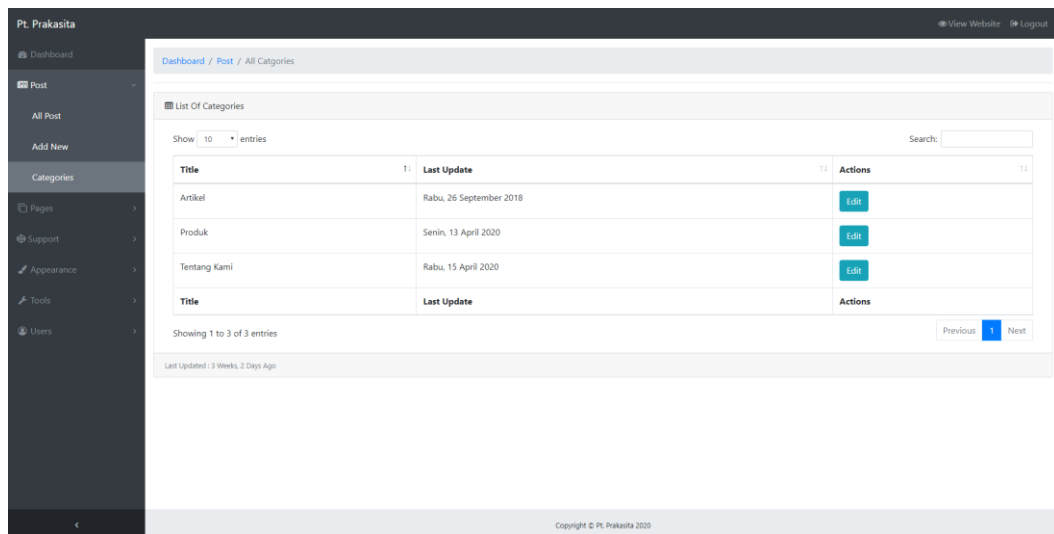 Pt. Prakasita
View Website Logout
Dashboard
Post
All Post
Add New
Categories
Pages
Support
Appearance
Tools
Users
Dashboard / Post / All Catgories
List Of Categories
Show 10 entries Search:
Title Last Update Actions
Artikel Rabu, 26 September 2018 Edit
Produk Senin, 13 April 2020 Edit
Tentang Kami Rabu, 15 April 2020 Edit
Title Last Update Actions
Showing 1 to 3 of 3 entries Previous 1 Next
Last Updated : 3 Weeks, 2 Days Ago
Copyright © Pt. Prakasita 2020